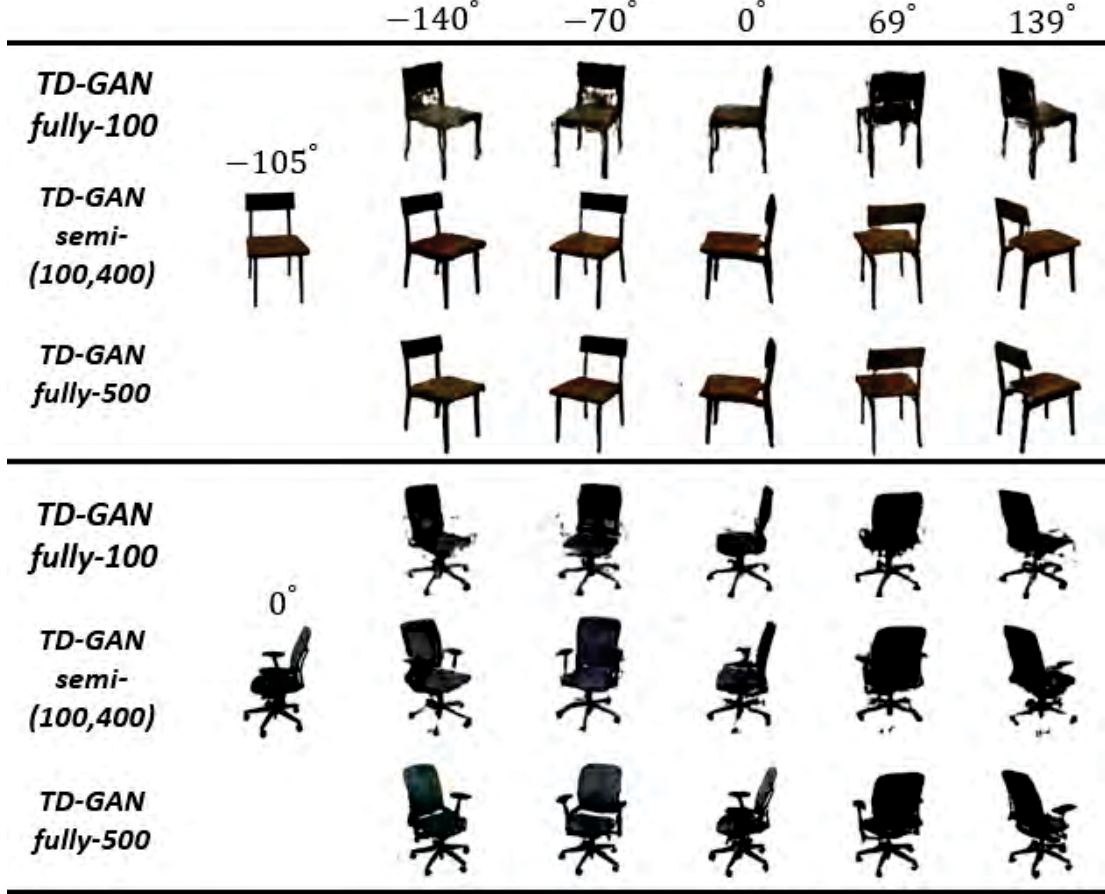 −140° −70° 0° 69° 139°
TD-GAN
fully-100
−105°
TD-GAN
semi-
(100,400)
TD-GAN
fully-500
TD-GAN
fully-100
0°
TD-GAN
semi-
(100,400)
TD-GAN
fully-500